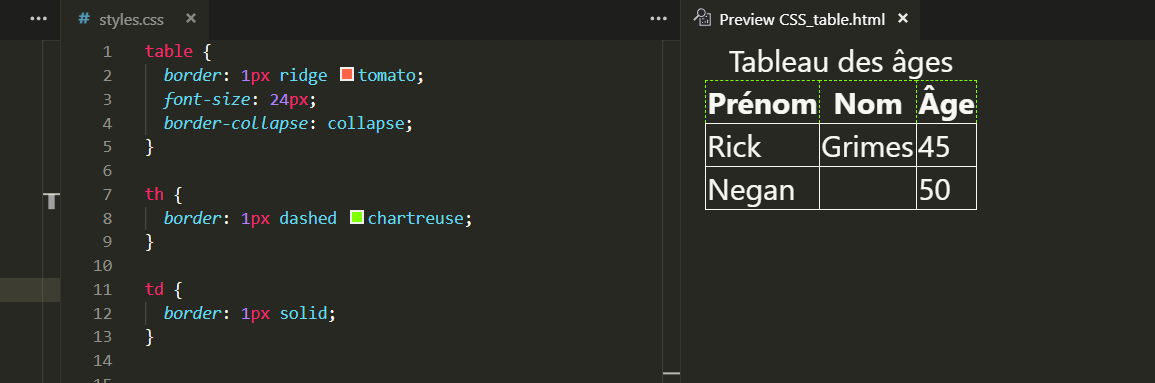 ••• # styles.css × •••
1 table {
2 border: 1px ridge tomato;
3 font-size: 24px;
4 border-collapse: collapse;
5 }
6
7 th {
8 border: 1px dashed chartreuse;
9 }
10
11 td {
12 border: 1px solid;
13 }
14
15
Preview CSS_table.html ×
Tableau des âges
Prénom Nom Âge
Rick Grimes 45
Negan 50
T